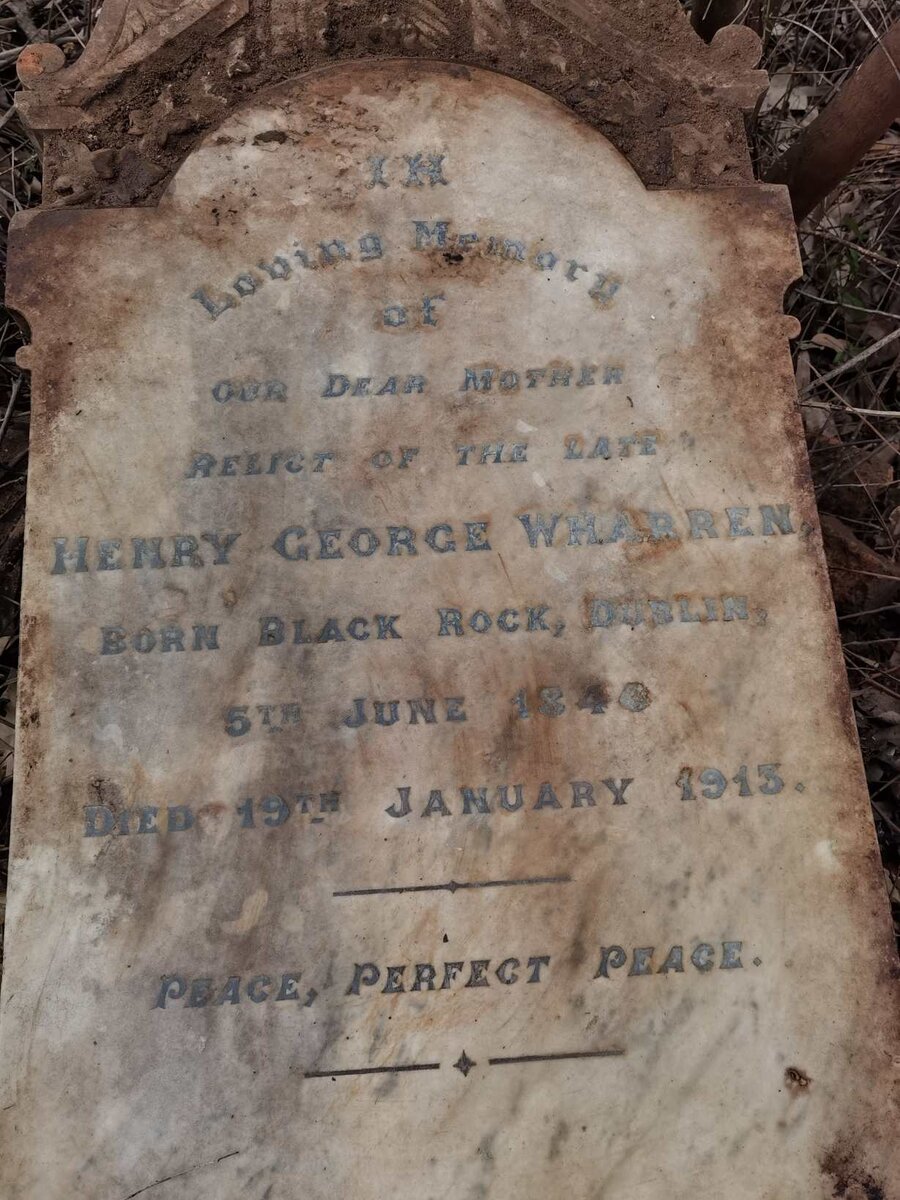 IN
Loving Memory
of
OUR DEAR MOTHER
RELICT OF THE LATE
HENRY GEORGE WHARREN,
BORN BLACK ROCK, DUBLIN,
5TH JUNE
DIED 19TH JANUARY 1913.
PEACE, PERFECT PEACE.